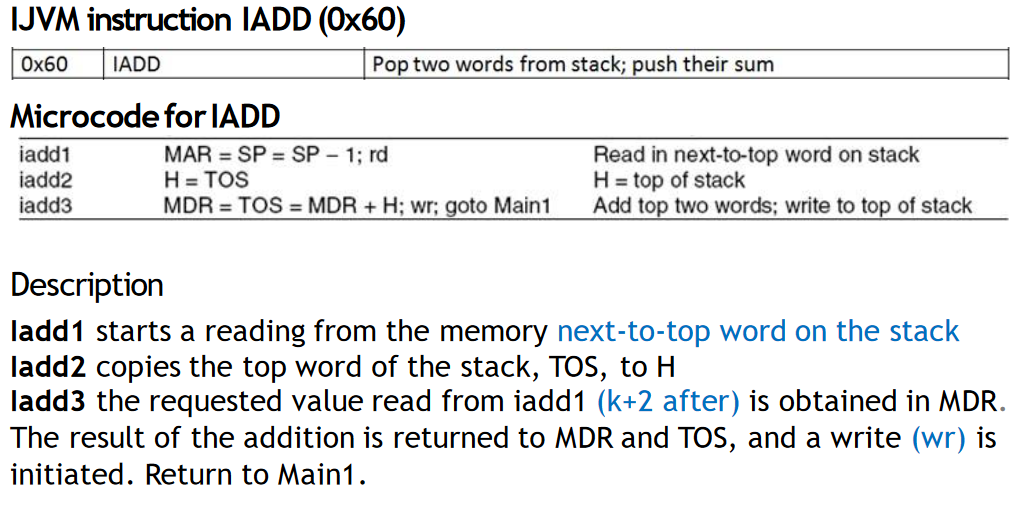 IJVM instruction IADD (0x60)
0x60 IADD Pop two words from stack; push their sum
Microcode for IADD
iadd1 MAR = SP = SP – 1; rd Read in next-to-top word on stack
iadd2 H = TOS H = top of stack
iadd3 MDR = TOS = MDR + H; wr; goto Main1 Add top two words; write to top of stack
Description
Iadd1 starts a reading from the memory next-to-top word on the stack
Iadd2 copies the top word of the stack, TOS, to H
Iadd3 the requested value read from iadd1 (k+2 after) is obtained in MDR.
The result of the addition is returned to MDR and TOS, and a write (wr) is
initiated. Return to Main1.